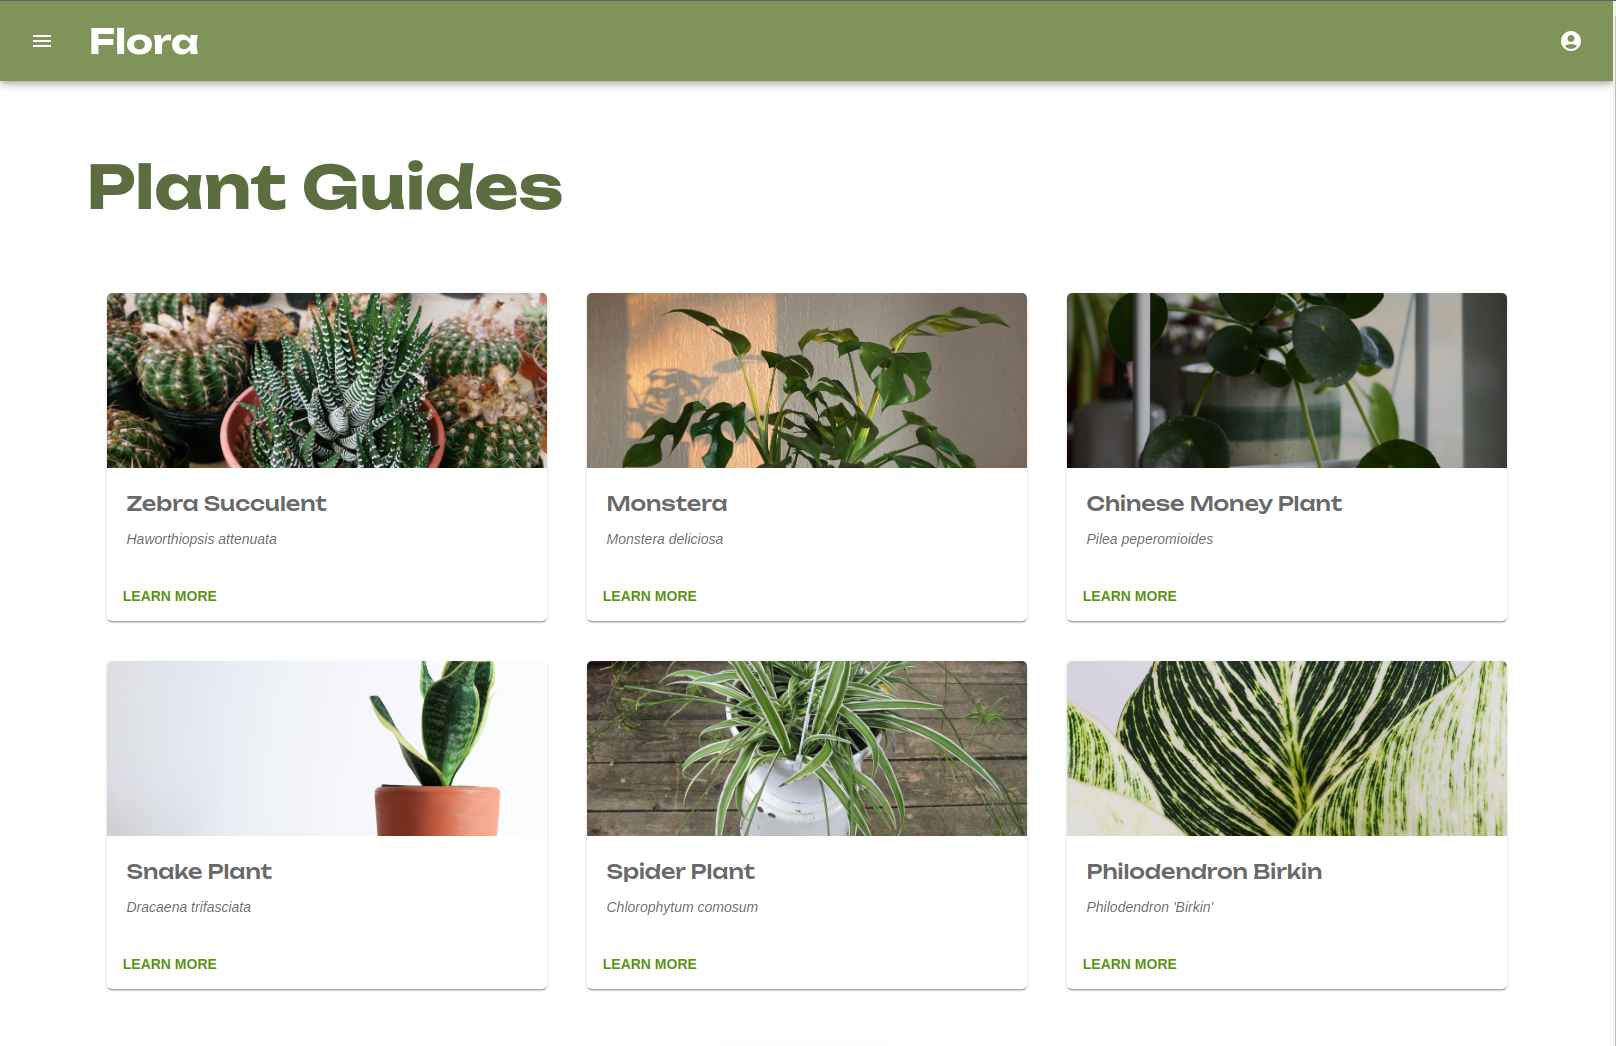 Flora
Plant Guides
Zebra Succulent
Haworthiopsis attenuata
LEARN MORE
Monstera
Monstera deliciosa
LEARN MORE
Chinese Money Plant
Pilea peperomioides
LEARN MORE
Snake Plant
Dracaena trifasciata
LEARN MORE
Spider Plant
Chlorophytum comosum
LEARN MORE
Philodendron Birkin
Philodendron 'Birkin'
LEARN MORE